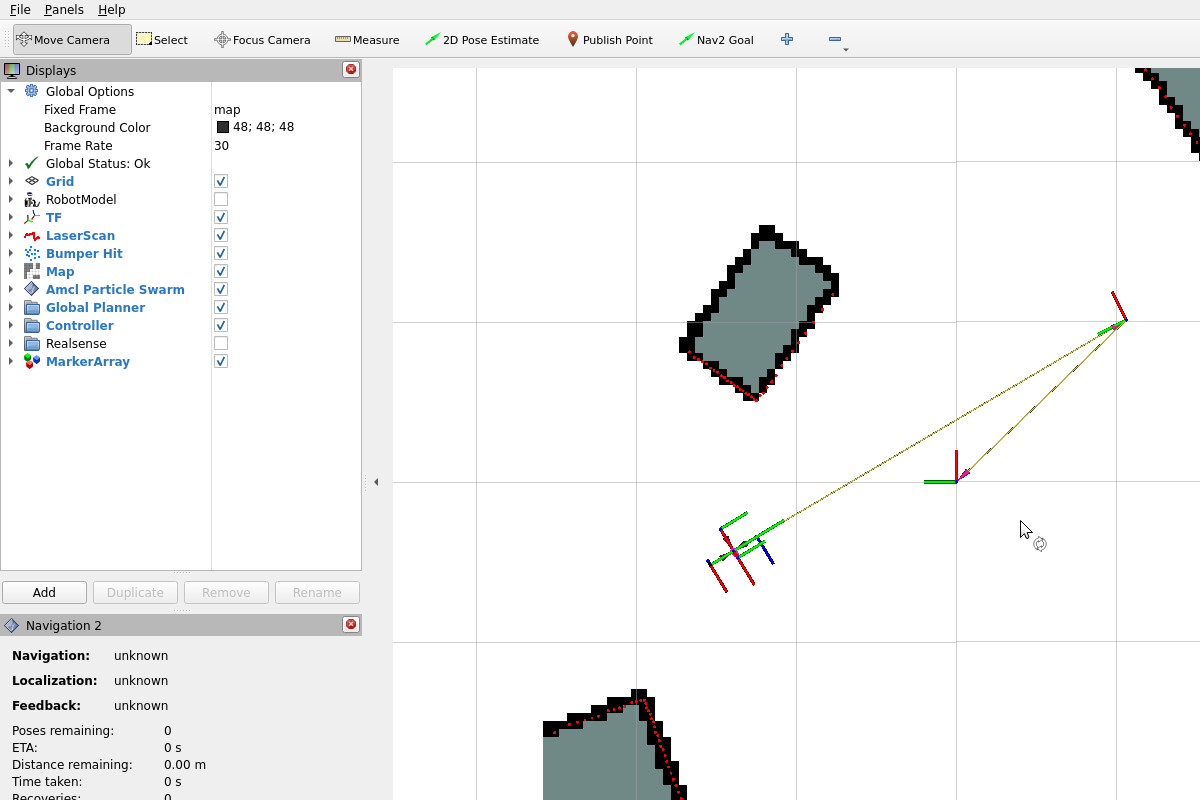 File Panels Help
Move Camera Select Focus Camera Measure 2D Pose Estimate Publish Point Nav2 Goal
Displays
Global Options
Fixed Frame map
Background Color 48; 48; 48
Frame Rate 30
Global Status: Ok
Grid
RobotModel
TF
LaserScan
Bumper Hit
Map
Amcl Particle Swarm
Global Planner
Controller
Realsense
MarkerArray
Add Duplicate Remove Rename
Navigation 2
Navigation: unknown
Localization: unknown
Feedback: unknown
Poses remaining: 0
ETA: 0 s
Distance remaining: 0.00 m
Time taken: 0 s
Recoveries: 0